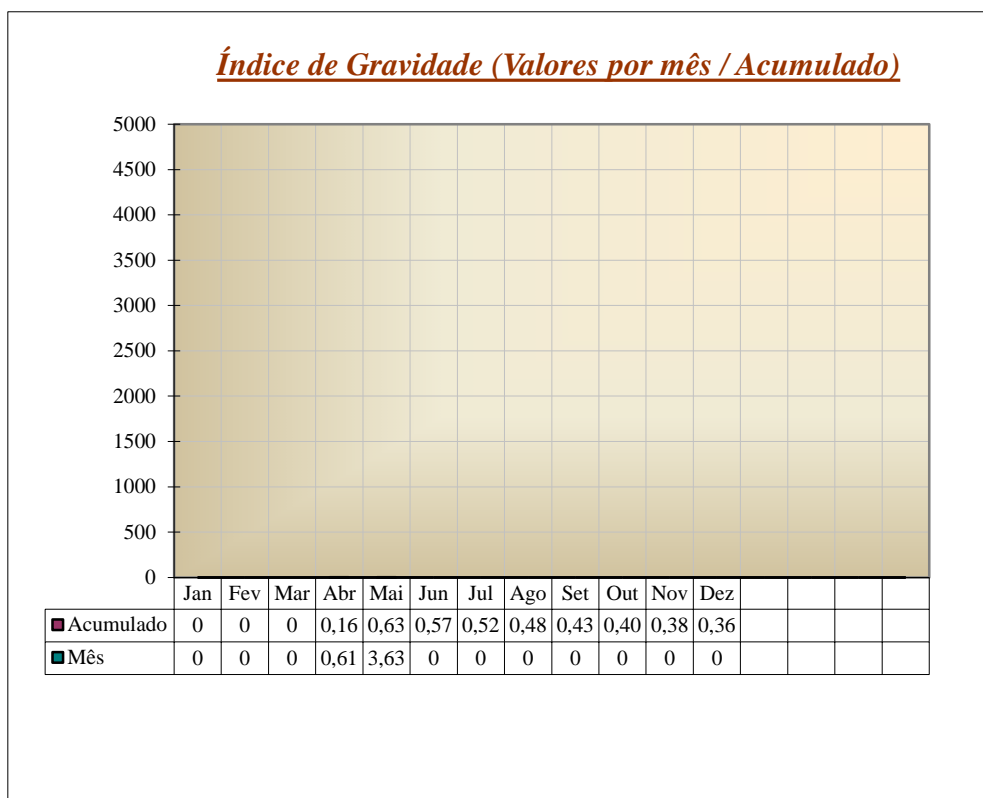 Índice de Gravidade (Valores por mês / Acumulado)
5000
4500
4000
3500
3000
2500
2000
1500
1000
500
0
Jan Fev Mar Abr Mai Jun Jul Ago Set Out Nov Dez
Acumulado 0 0 0 0,16 0,63 0,57 0,52 0,48 0,43 0,40 0,38 0,36
Mês 0 0 0 0,61 3,63 0 0 0 0 0 0 0